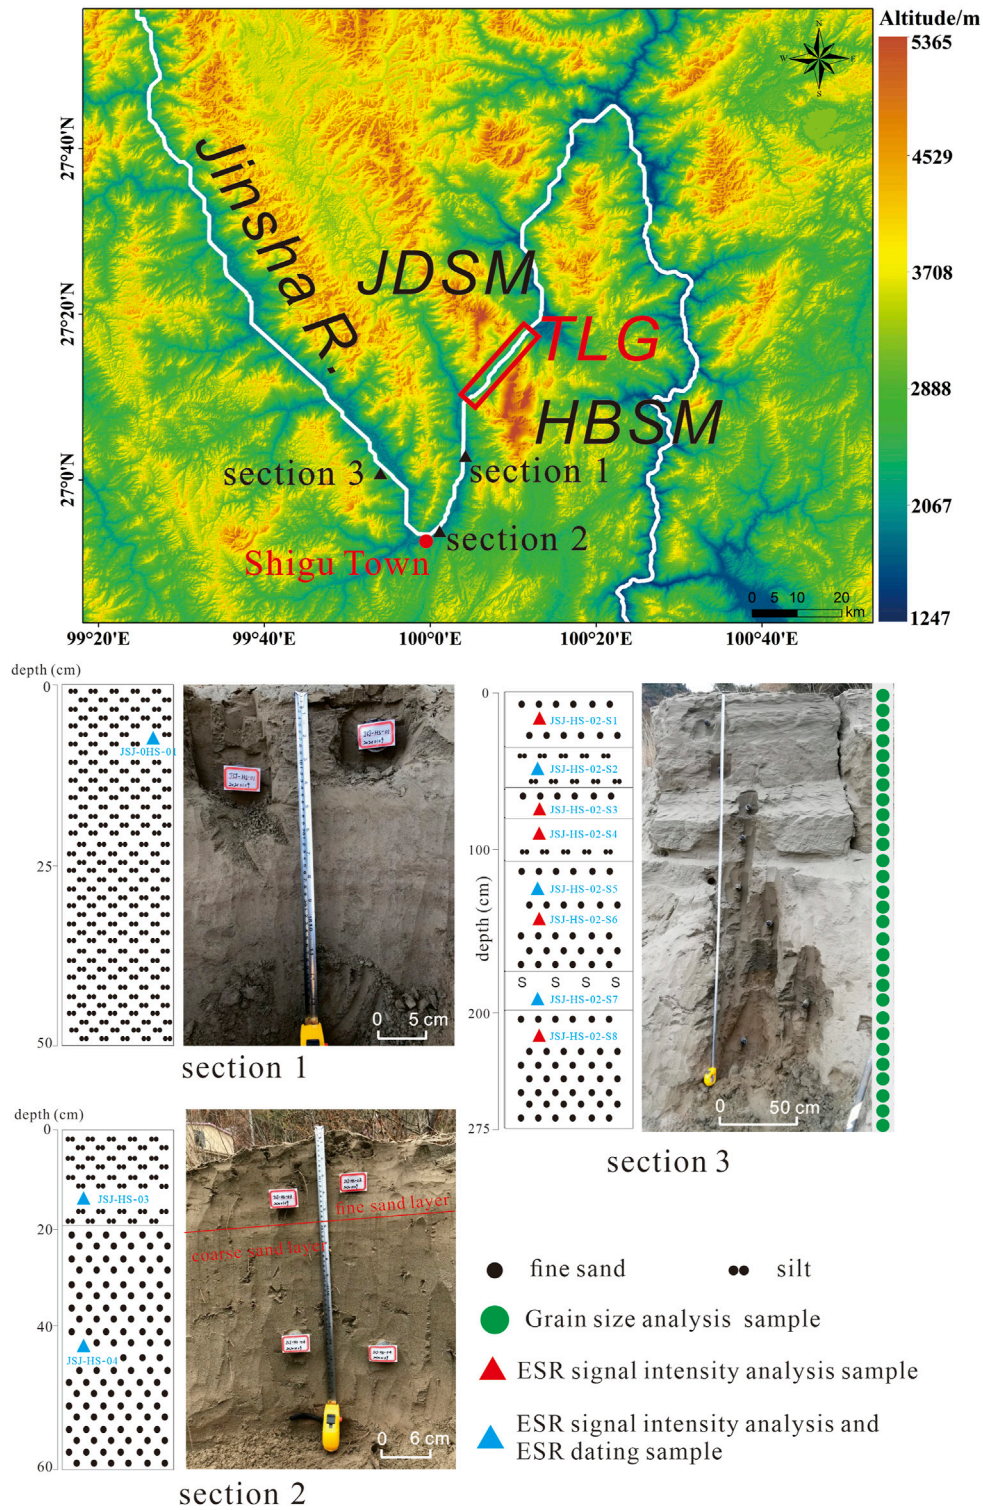 Altitude/m
5365
4529
3708
2888
2067
1247
N
W
E
S
27°40'N
27°20'N
27°0'N
Jinsha R.
JDSM
TLG
HBSM
section 3
section 1
section 2
Shigu Town
0 5 10 20
km
99°20'E
99°40'E
100°0'E
100°20'E
100°40'E
depth (cm)
0
25
50
JSJ-0HS-01
0 5 cm
section 1
0
100
200
275
depth (cm)
JSJ-HS-02-S1
JSJ-HS-02-S2
JSJ-HS-02-S3
JSJ-HS-02-S4
JSJ-HS-02-S5
JSJ-HS-02-S6
S S S S
JSJ-HS-02-S7
JSJ-HS-02-S8
0 50 cm
section 3
depth (cm)
0
20
40
60
JSJ-HS-03
JSJ-HS-04
fine sand layer
coarse sand layer
0 6 cm
section 2
fine sand
silt
Grain size analysis sample
ESR signal intensity analysis sample
ESR signal intensity analysis and
ESR dating sample